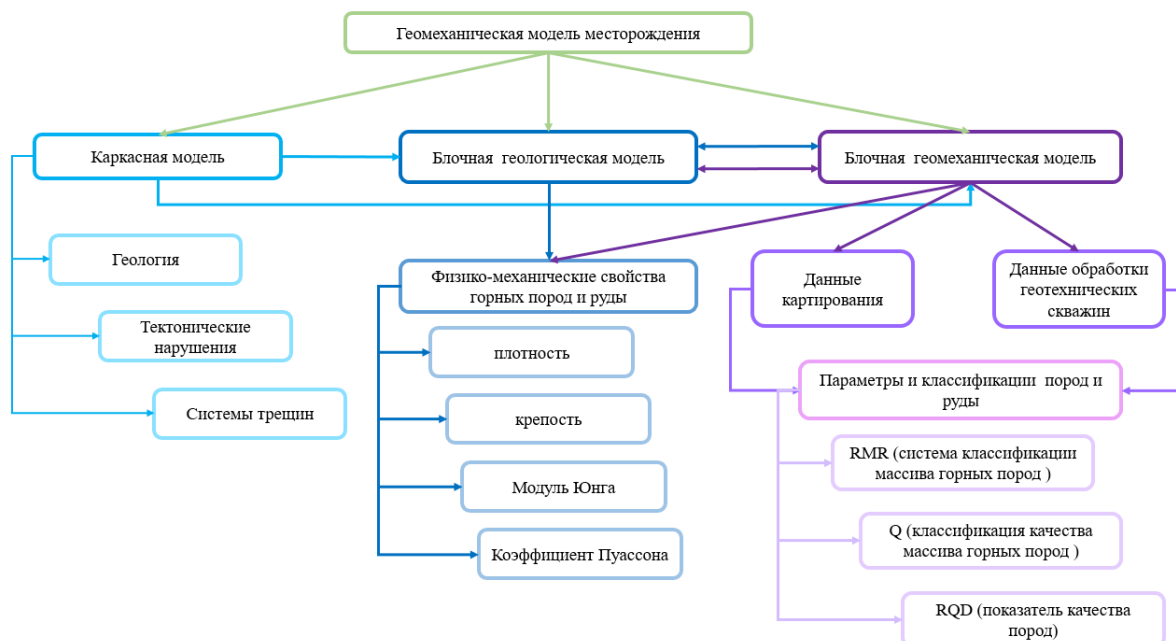 Геомеханическая модель месторождения
Каркасная модель
Блочная геологическая модель
Блочная геомеханическая модель
Геология
Тектонические
нарушения
Системы трещин
Физико-механические свойства
горных пород и руды
плотность
крепость
Модуль Юнга
Коэффициент Пуассона
Данные
картирования
Данные обработки
геотехнических
скважин
Параметры и классификации пород и
руды
RMR (система классификации
массива горных пород )
Q (классификация качества
массива горных пород )
RQD (показатель качества
пород)